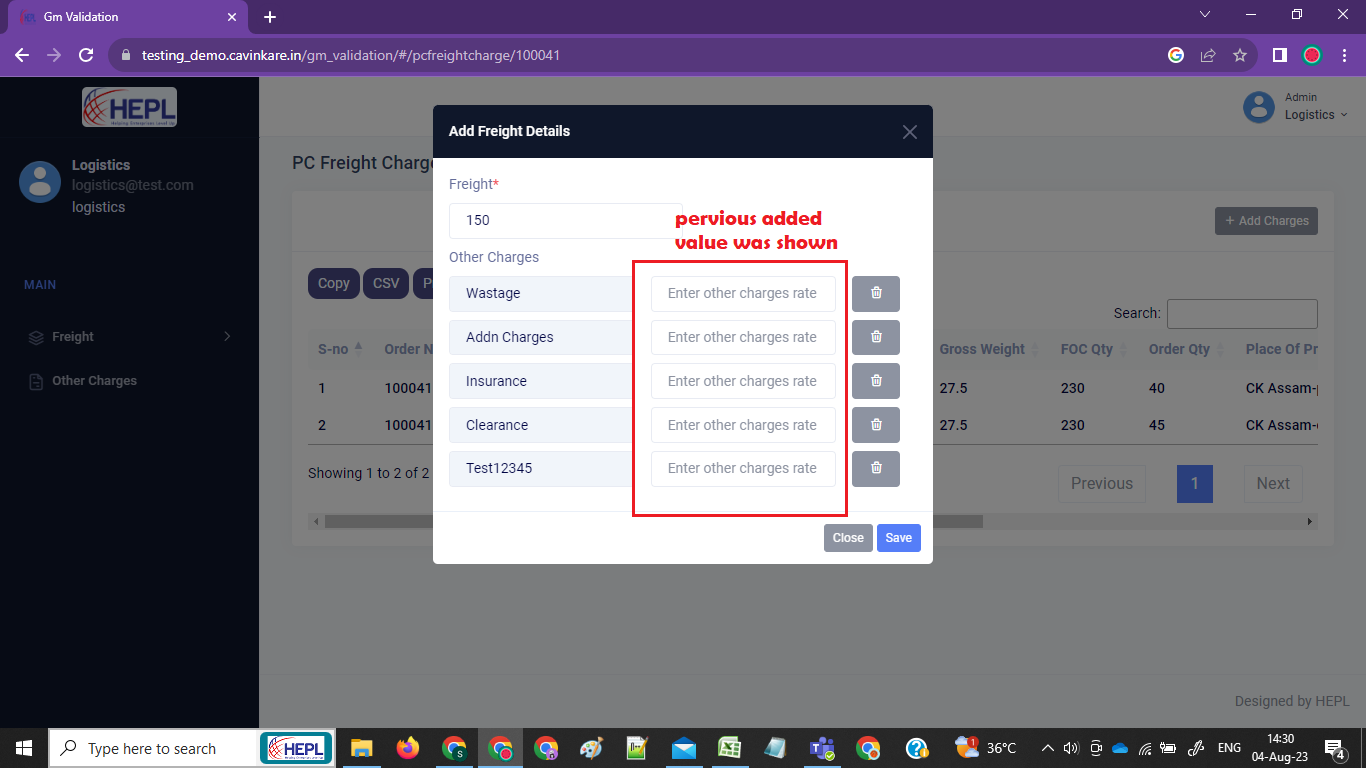 Gm Validation
testing_demo.cavinkare.in/gm_validation/#/pcfreightcharge/100041
HEPL
Admin
Logistics
Logistics
logistics@test.com
logistics
MAIN
Freight
Other Charges
PC Freight Charg
+ Add Charges
Copy
CSV
Search:
S-no
Order N
Gross Weight
FOC Qty
Order Qty
Place Of Pr
1
100041
27.5
230
40
CK Assam-
2
100041
27.5
230
45
CK Assam-
Showing 1 to 2 of 2
Previous
1
Next
Add Freight Details
Freight*
150
pervious added
value was shown
Other Charges
Wastage
Enter other charges rate
Addn Charges
Enter other charges rate
Insurance
Enter other charges rate
Clearance
Enter other charges rate
Test12345
Enter other charges rate
Close
Save
Designed by HEPL
Type here to search
HEPL
36°C
ENG
14:30
04-Aug-23
4